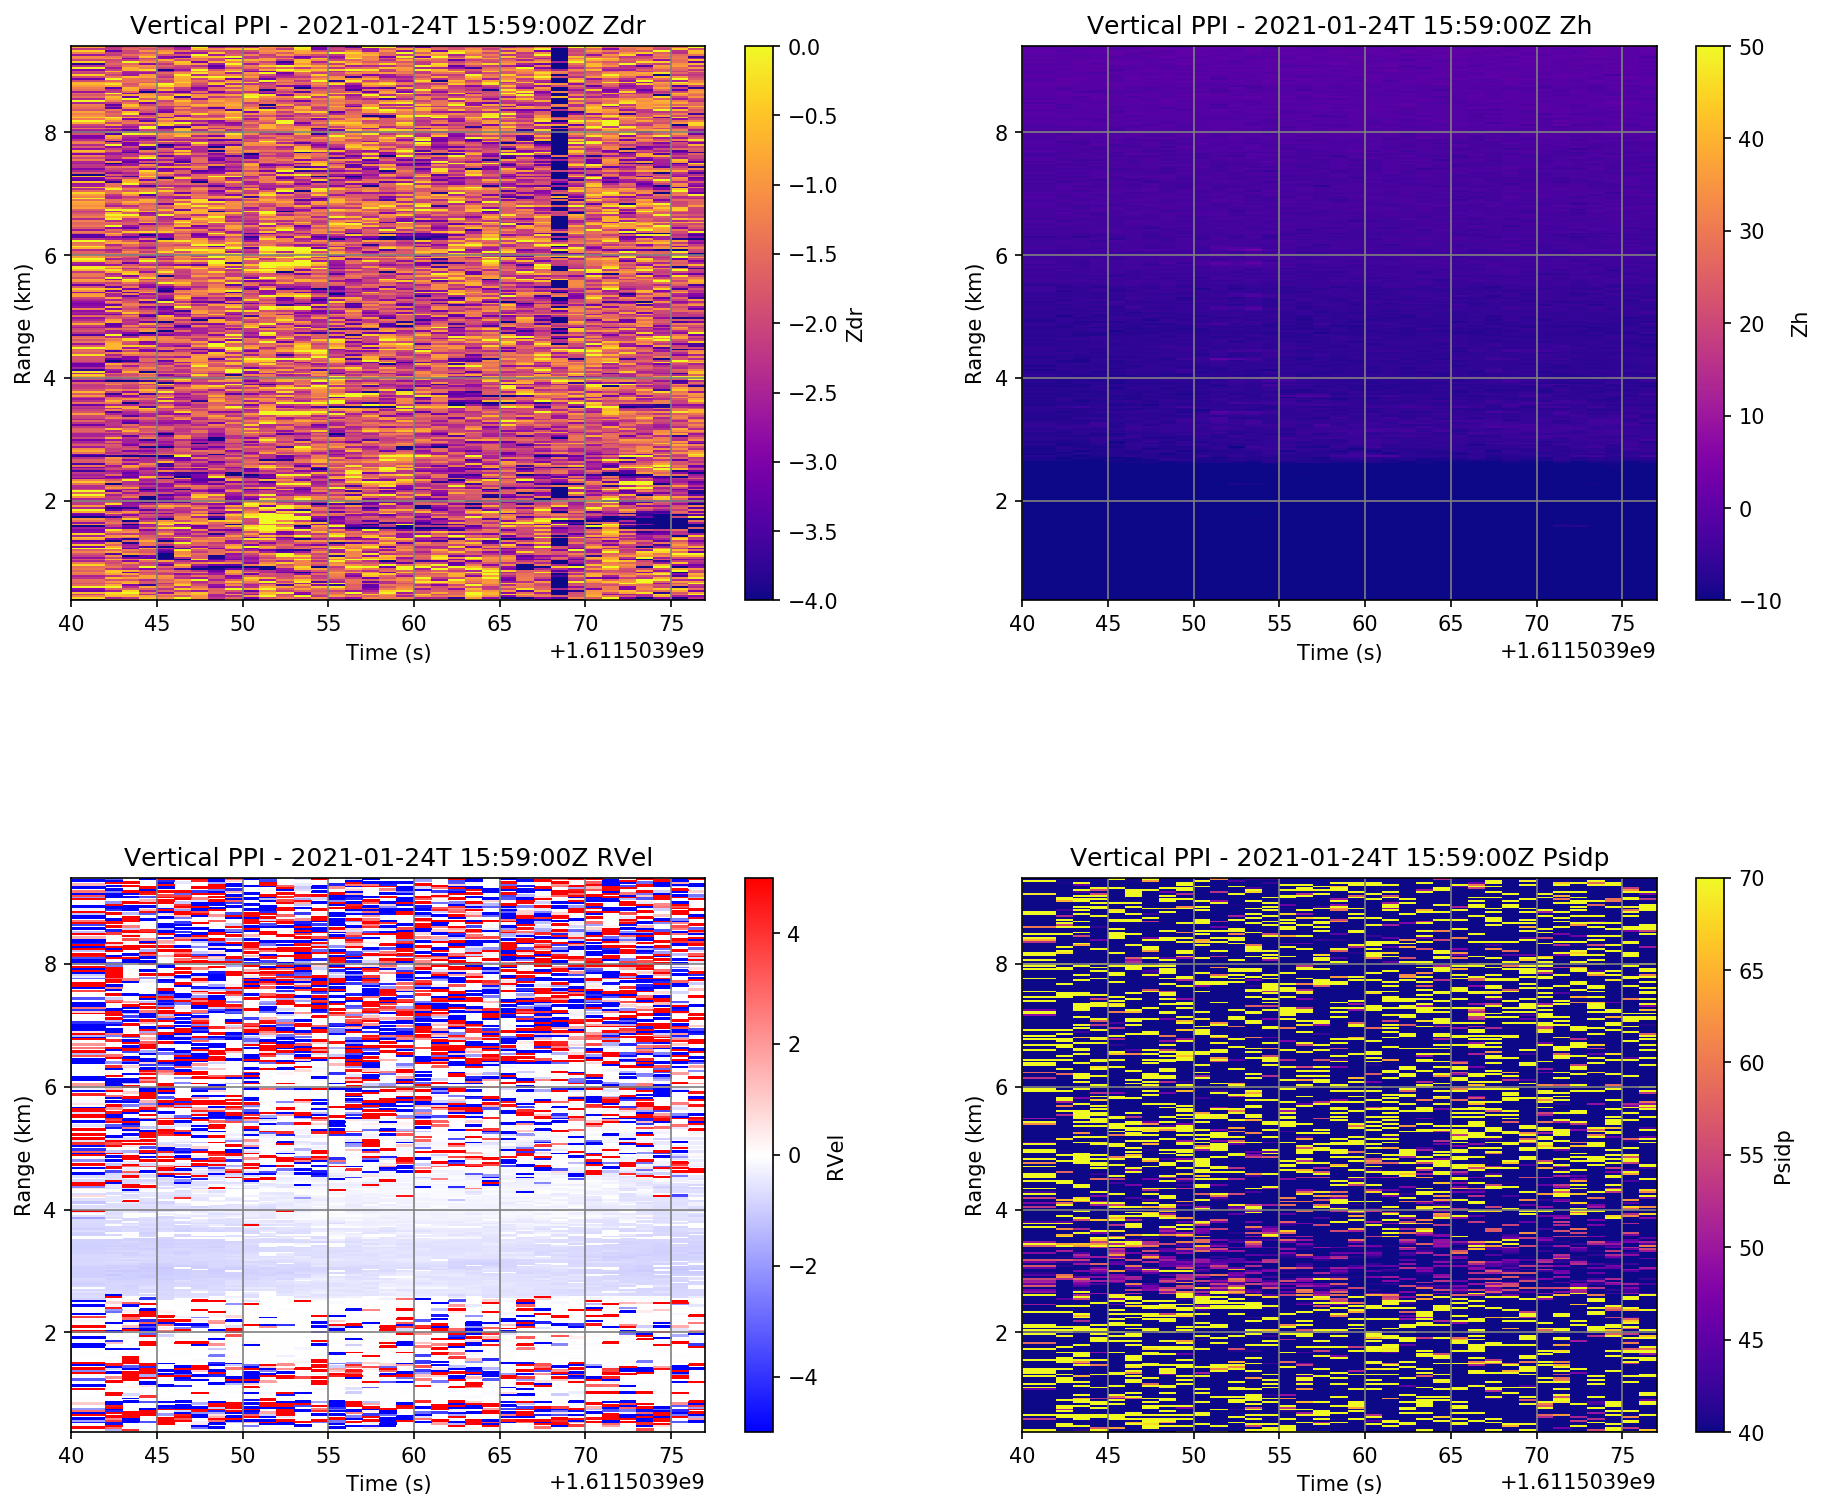 Vertical PPI - 2021-01-24T 15:59:00Z Zdr
Range (km)
8
6
4
2
40 45 50 55 60 65 70 75
Time (s)
+1.6115039e9
0.0
−0.5
−1.0
−1.5
−2.0
−2.5
−3.0
−3.5
−4.0
Zdr
Vertical PPI - 2021-01-24T 15:59:00Z Zh
Range (km)
8
6
4
2
40 45 50 55 60 65 70 75
Time (s)
+1.6115039e9
50
40
30
20
10
0
−10
Zh
Vertical PPI - 2021-01-24T 15:59:00Z RVel
Range (km)
8
6
4
2
40 45 50 55 60 65 70 75
Time (s)
+1.6115039e9
4
2
0
−2
−4
RVel
Vertical PPI - 2021-01-24T 15:59:00Z Psidp
Range (km)
8
6
4
2
40 45 50 55 60 65 70 75
Time (s)
+1.6115039e9
70
65
60
55
50
45
40
Psidp